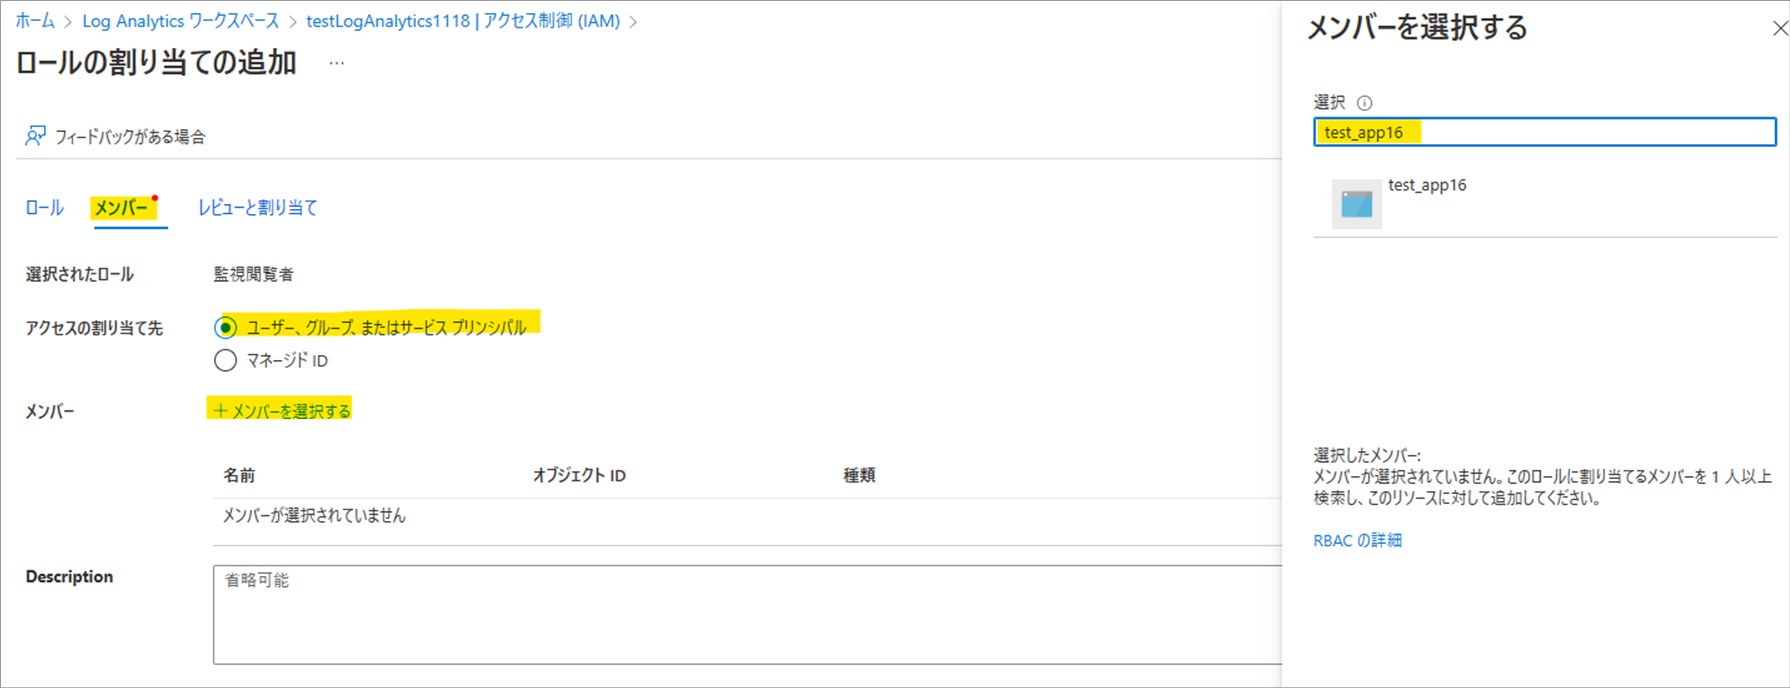 ホーム > Log Analytics ワークスペース > testLogAnalytics1118 | アクセス制御 (IAM) >
ロールの割り当ての追加 …
フィードバックがある場合
ロール メンバー レビューと割り当て
選択されたロール 監視閲覧者
アクセスの割り当て先 ユーザー、グループ、またはサービス プリンシパル
マネージド ID
メンバー +メンバーを選択する
名前 オブジェクト ID 種類
メンバーが選択されていません
Description 省略可能
メンバーを選択する
選択
test_app16
test_app16
選択したメンバー:
メンバーが選択されていません。このロールに割り当てるメンバーを 1 人以上
検索し、このリソースに対して追加してください。
RBAC の詳細